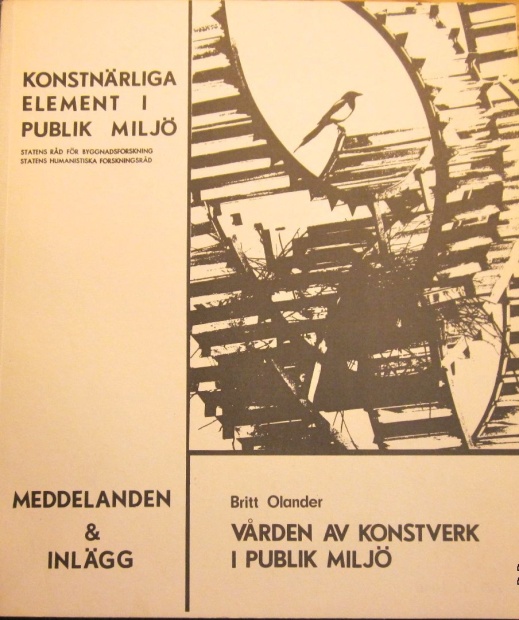 KONSTNÄRLIGA
ELEMENT I
PUBLIK MILJÖ
STATENS RÅD FÖR BYGGNADSFORSKNING
STATENS HUMANISTISKA FORSKNINGSRÅD
MEDDELANDEN
&
INLÄGG
Britt Olander
VÅRDEN AV KONSTVERK
I PUBLIK MILJÖ